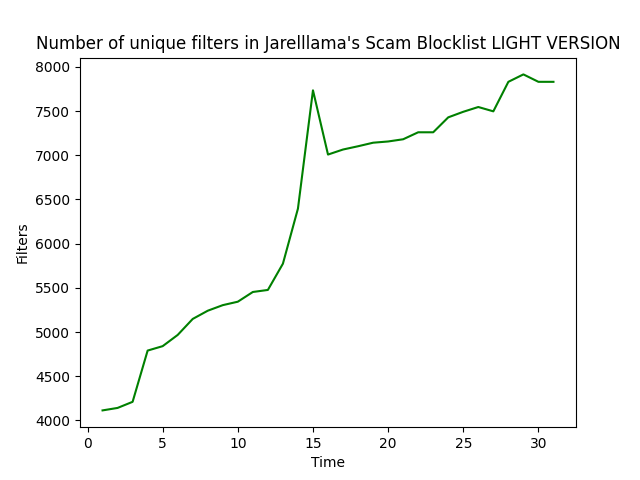 Number of unique filters in Jarelllama's Scam Blocklist LIGHT VERSION
8000
7500
7000
6500
6000
5500
5000
4500
4000
Filters
0 5 10 15 20 25 30
Time